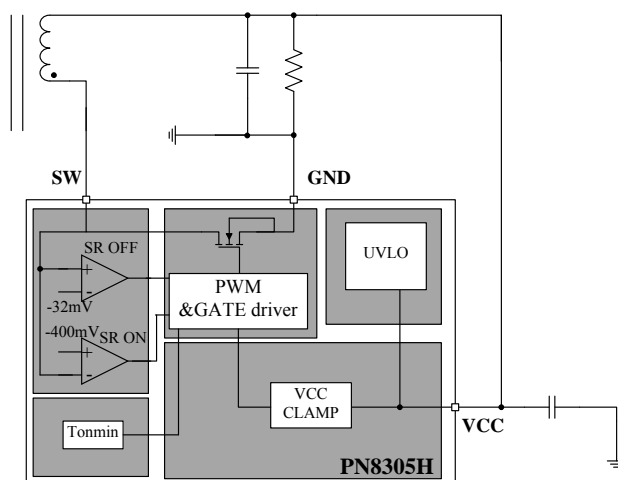 SW
GND
SR OFF
+
-
-32mV
-400mV
SR ON
+
-
PWM
&GATE driver
UVLO
VCC
CLAMP
VCC
Tonmin
PN8305H